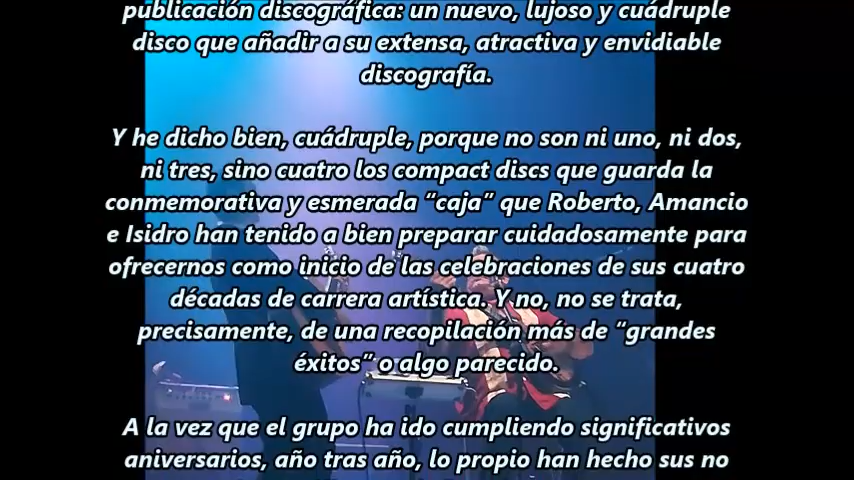 publicación discográfica: un nuevo, lujoso y cuádruple
disco que añadir a su extensa, atractiva y envidiable
discografía.
Y he dicho bien, cuádruple, porque no son ni uno, ni dos,
ni tres, sino cuatro los compact discs que guarda la
conmemorativa y esmerada “caja” que Roberto, Amancio
e Isidro han tenido a bien preparar cuidadosamente para
ofrecernos como inicio de las celebraciones de sus cuatro
décadas de carrera artística. Y no, no se trata,
precisamente, de una recopilación más de “grandes
éxitos” o algo parecido.
A la vez que el grupo ha ido cumpliendo significativos
aniversarios, año tras año, lo propio han hecho sus no